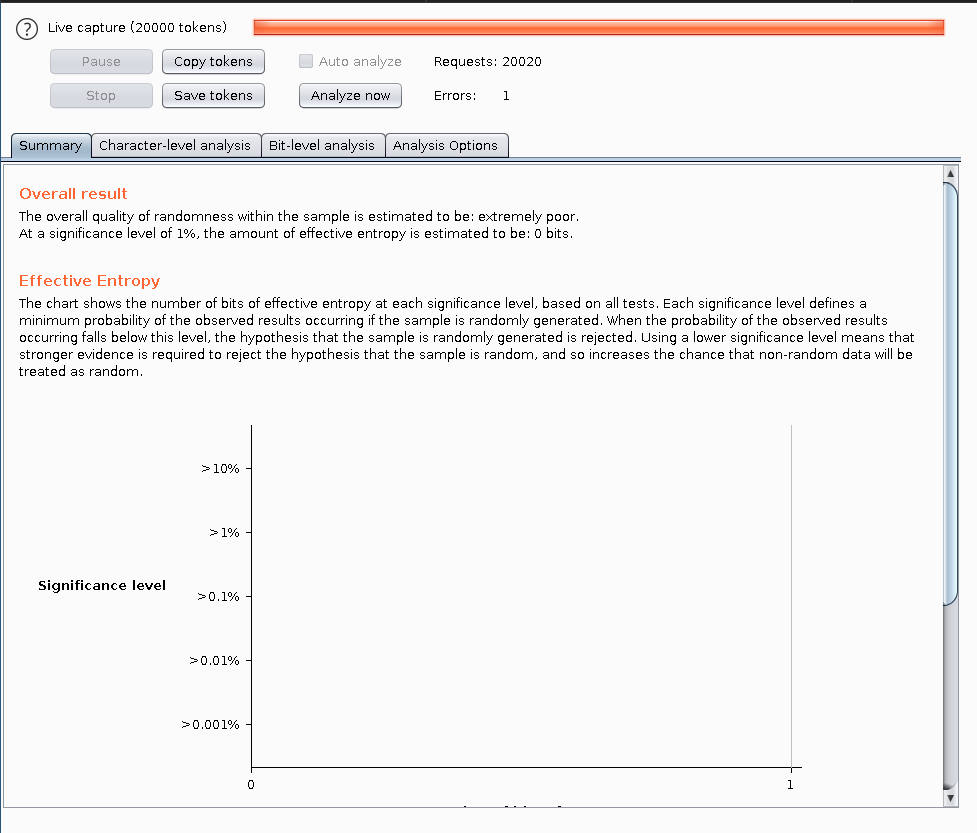 ?
Live capture (20000 tokens)
Pause Copy tokens Auto analyze Requests: 20020
Stop Save tokens Analyze now Errors: 1
Summary Character-level analysis Bit-level analysis Analysis Options
Overall result
The overall quality of randomness within the sample is estimated to be: extremely poor.
At a significance level of 1%, the amount of effective entropy is estimated to be: 0 bits.
Effective Entropy
The chart shows the number of bits of effective entropy at each significance level, based on all tests. Each significance level defines a
minimum probability of the observed results occurring if the sample is randomly generated. When the probability of the observed results
occurring falls below this level, the hypothesis that the sample is randomly generated is rejected. Using a lower significance level means that
stronger evidence is required to reject the hypothesis that the sample is random, and so increases the chance that non-random data will be
treated as random.
>10%
>1%
Significance level
>0.1%
>0.01%
>0.001%
0 1